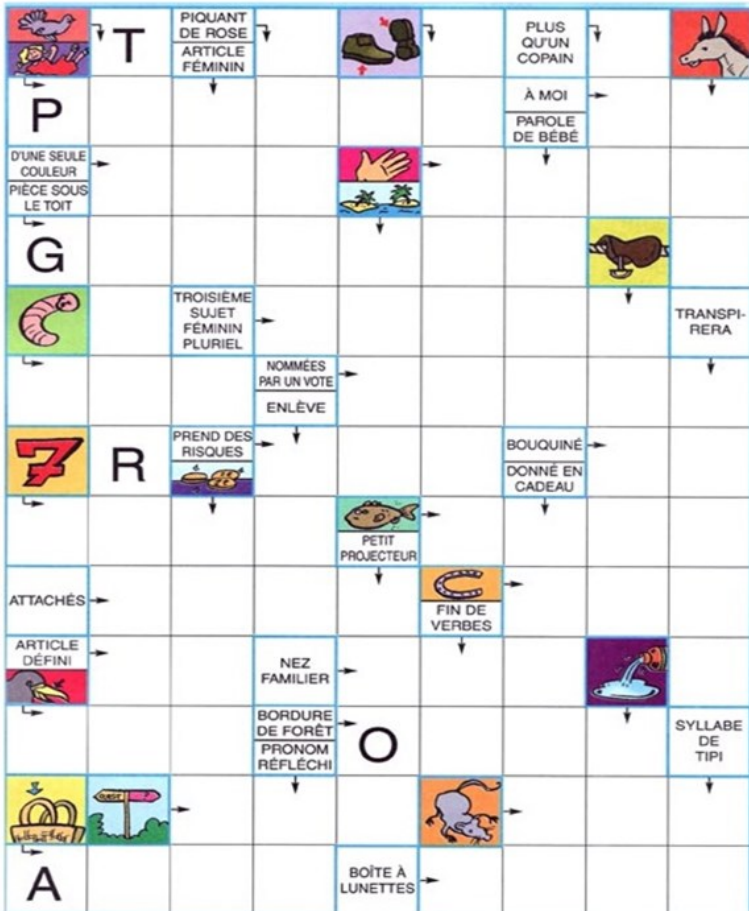 T
PIQUANT
DE ROSE
ARTICLE
FÉMININ
PLUS
QU'UN
COPAIN
P
À MOI
PAROLE
DE BÉBÉ
D'UNE SEULE
COULEUR
PIÈCE SOUS
LE TOIT
G
TROISIÈME
SUJET
FÉMININ
PLURIEL
TRANSPI-
RERA
NOMMÉES
PAR UN VOTE
ENLÈVE
7
R
PREND DES
RISQUES
BOUQUINÉ
DONNÉ EN
CADEAU
PETIT
PROJECTEUR
ATTACHÉS
FIN DE
VERBES
ARTICLE
DÉFINI
NEZ
FAMILIER
BORDURE
DE FORÊT
PRONOM
RÉFLÉCHI
O
SYLLABE
DE
TIPI
OUEST
?
A
BOÎTE À
LUNETTES